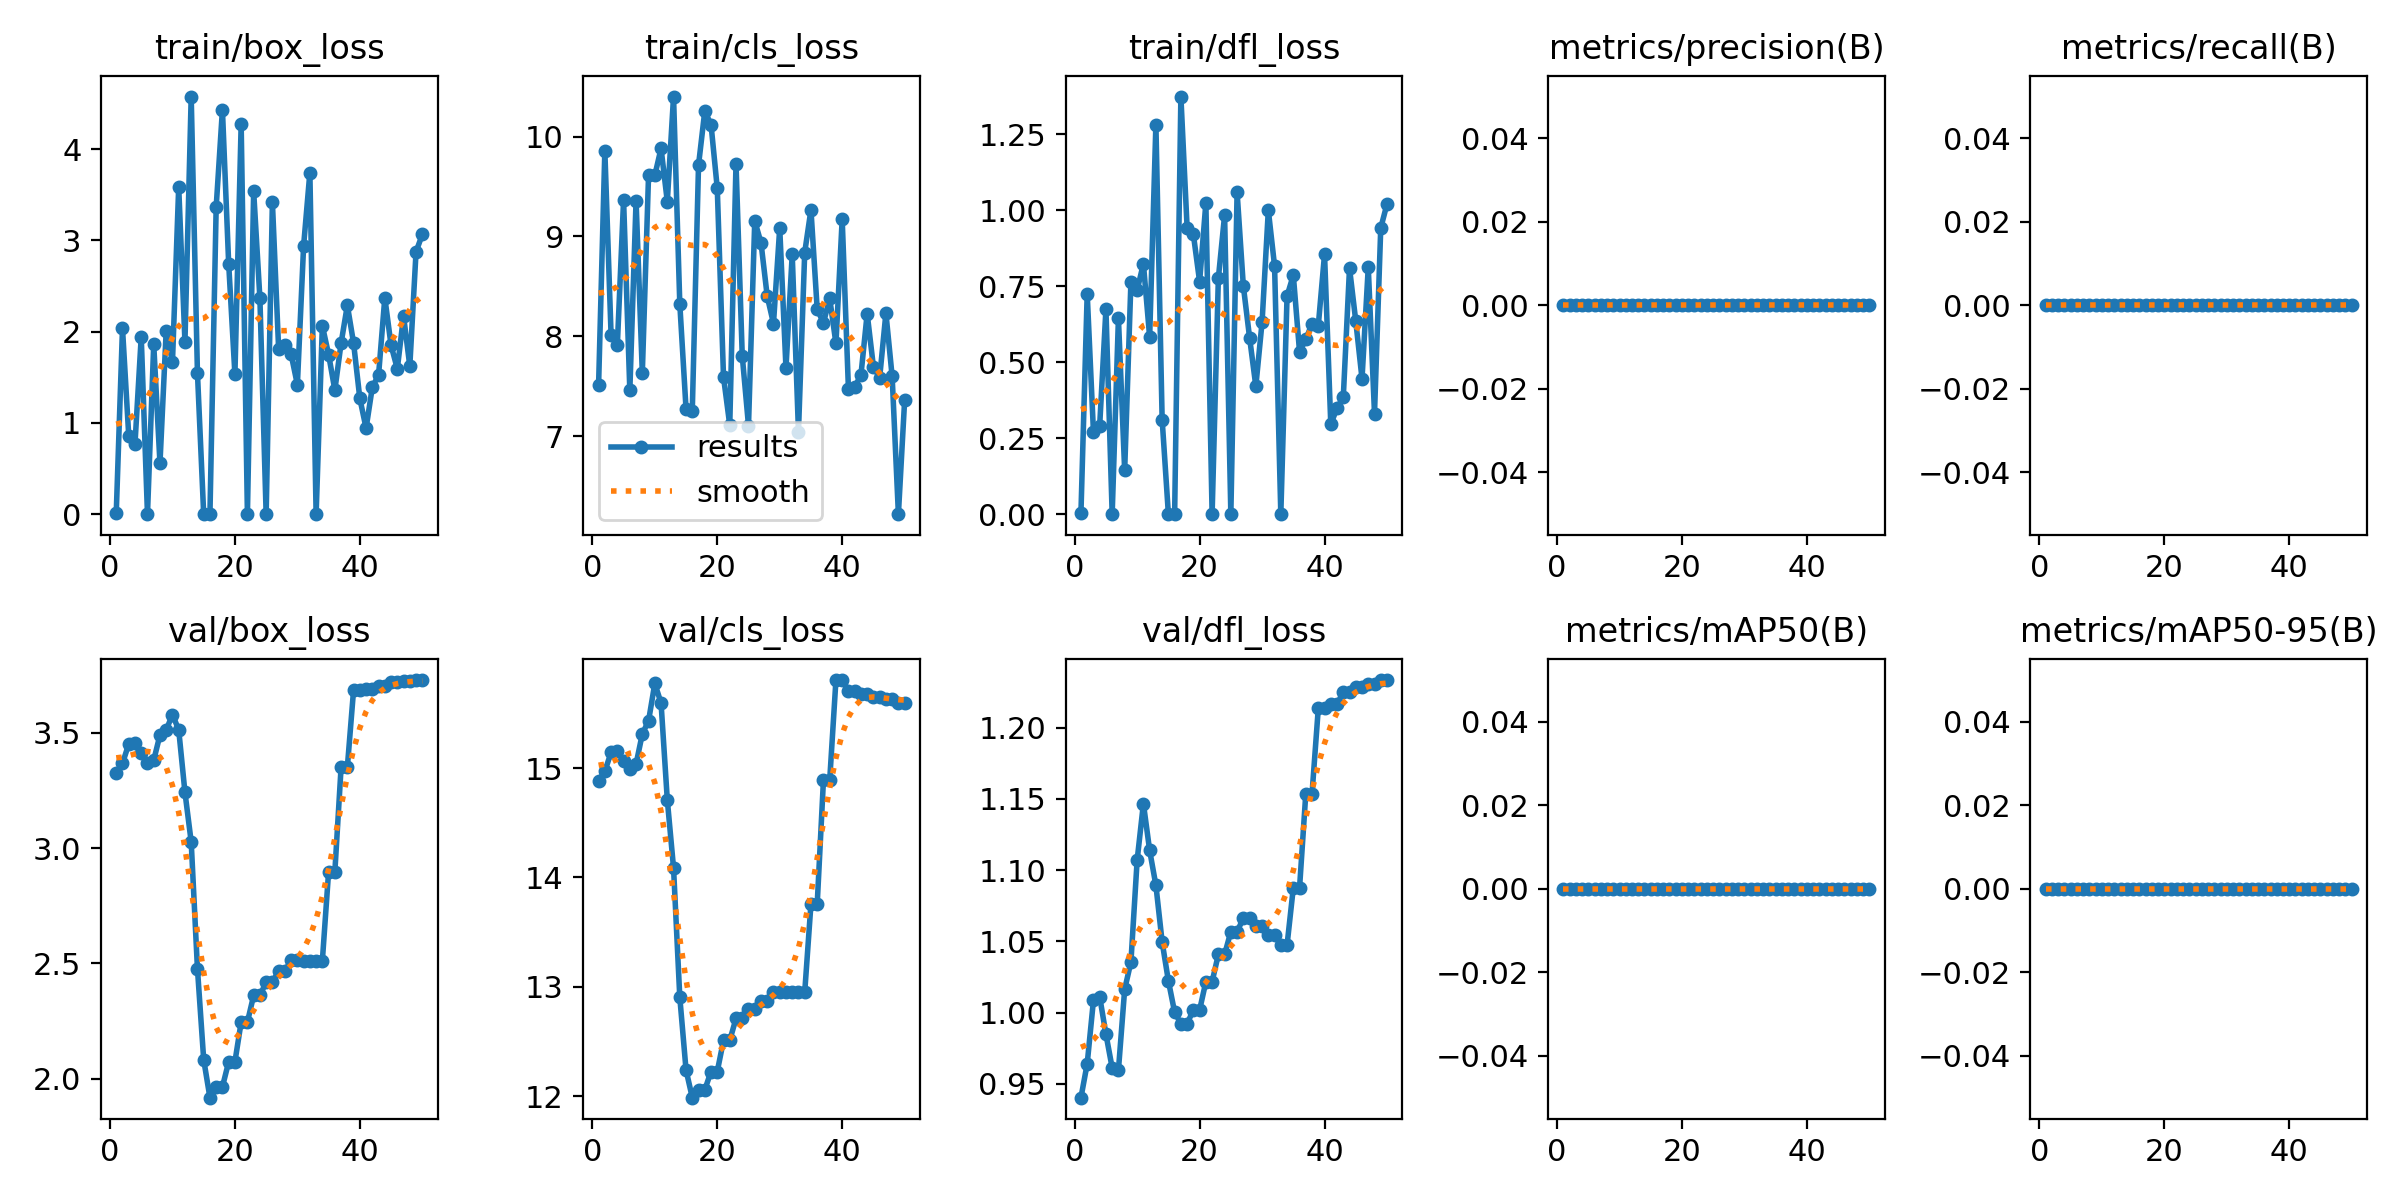 train/box_loss
train/cls_loss
train/dfl_loss
metrics/precision(B)
metrics/recall(B)
4
3
2
1
0
0 20 40
10
9
8
7
results
smooth
0 20 40
1.25
1.00
0.75
0.50
0.25
0.00
0 20 40
0.04
0.02
0.00
−0.02
−0.04
0 20 40
0.04
0.02
0.00
−0.02
−0.04
0 20 40
val/box_loss
val/cls_loss
val/dfl_loss
metrics/mAP50(B)
metrics/mAP50-95(B)
3.5
3.0
2.5
2.0
0 20 40
15
14
13
12
0 20 40
1.20
1.15
1.10
1.05
1.00
0.95
0 20 40
0.04
0.02
0.00
−0.02
−0.04
0 20 40
0.04
0.02
0.00
−0.02
−0.04
0 20 40